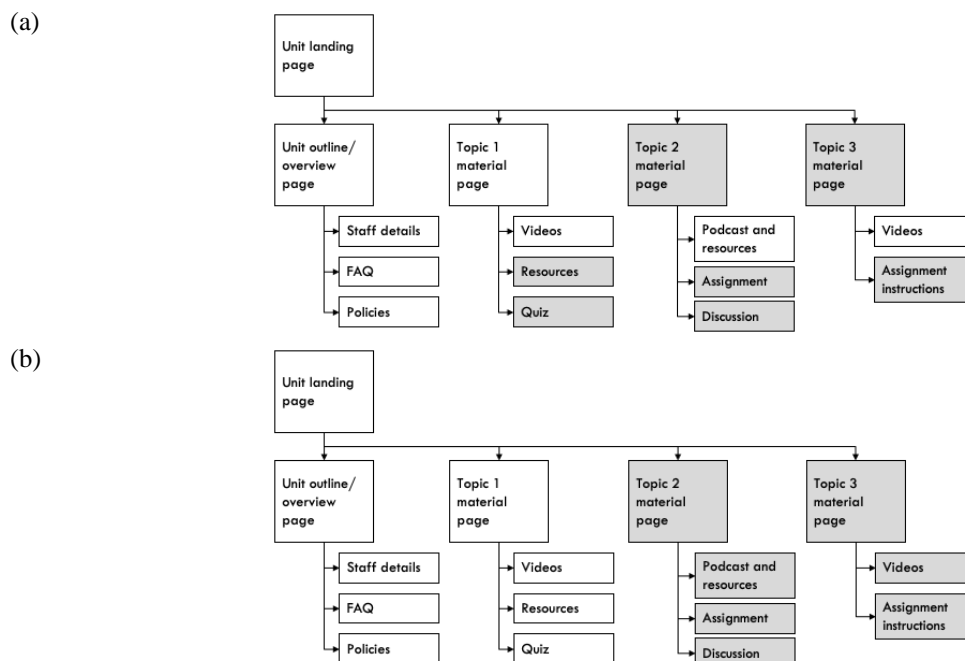 (a)
Unit landing
page
Unit outline/
overview
page
Topic 1
material
page
Topic 2
material
page
Topic 3
material
page
Staff details
FAQ
Policies
Videos
Resources
Quiz
Podcast and
resources
Assignment
Discussion
Videos
Assignment
instructions
(b)
Unit landing
page
Unit outline/
overview
page
Topic 1
material
page
Topic 2
material
page
Topic 3
material
page
Staff details
FAQ
Policies
Videos
Resources
Quiz
Podcast and
resources
Assignment
Discussion
Videos
Assignment
instructions